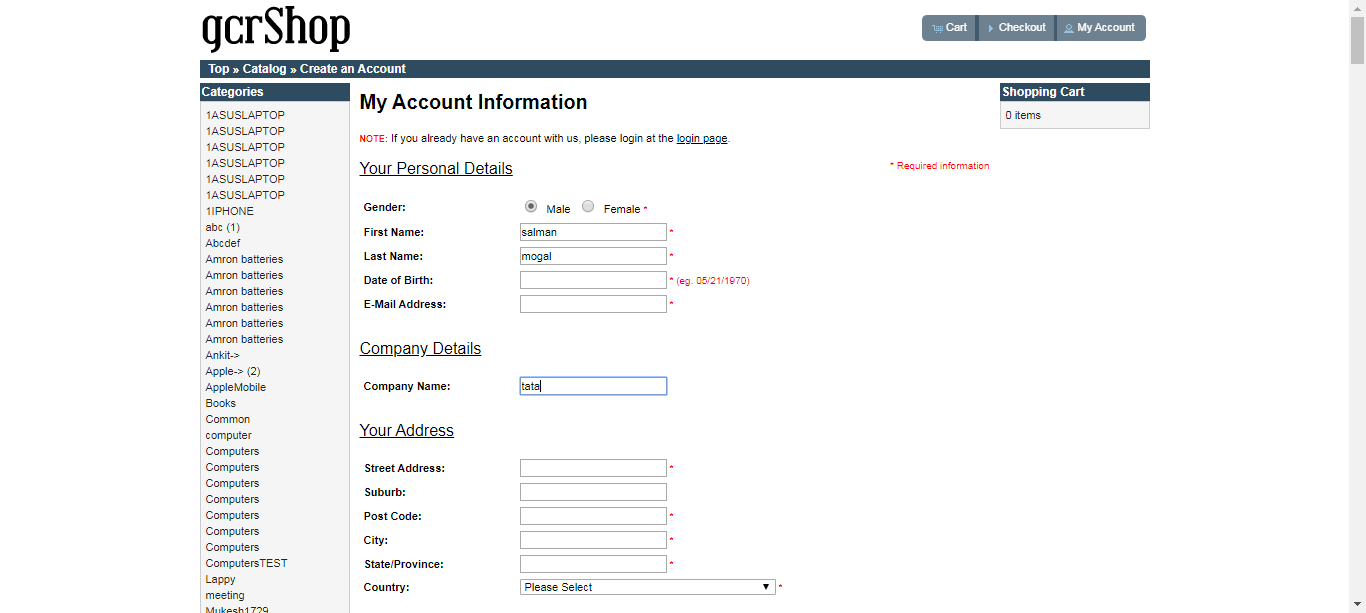 gcrShop
Cart Checkout My Account
Top » Catalog » Create an Account
Categories
1ASUSLAPTOP
1ASUSLAPTOP
1ASUSLAPTOP
1ASUSLAPTOP
1ASUSLAPTOP
1ASUSLAPTOP
1IPHONE
abc (1)
Abcdef
Amron batteries
Amron batteries
Amron batteries
Amron batteries
Amron batteries
Amron batteries
Ankit->
Apple-> (2)
AppleMobile
Books
Common
computer
Computers
Computers
Computers
Computers
Computers
Computers
Computers
ComputersTEST
Lappy
meeting
Mukesh1729
My Account Information
NOTE: If you already have an account with us, please login at the login page.
Your Personal Details
* Required information
Gender: Male Female *
First Name: salman *
Last Name: mogal *
Date of Birth: * (eg. 05/21/1970)
E-Mail Address: *
Company Details
Company Name: tata
Your Address
Street Address: *
Suburb:
Post Code: *
City: *
State/Province: *
Country: Please Select *
Shopping Cart
0 items